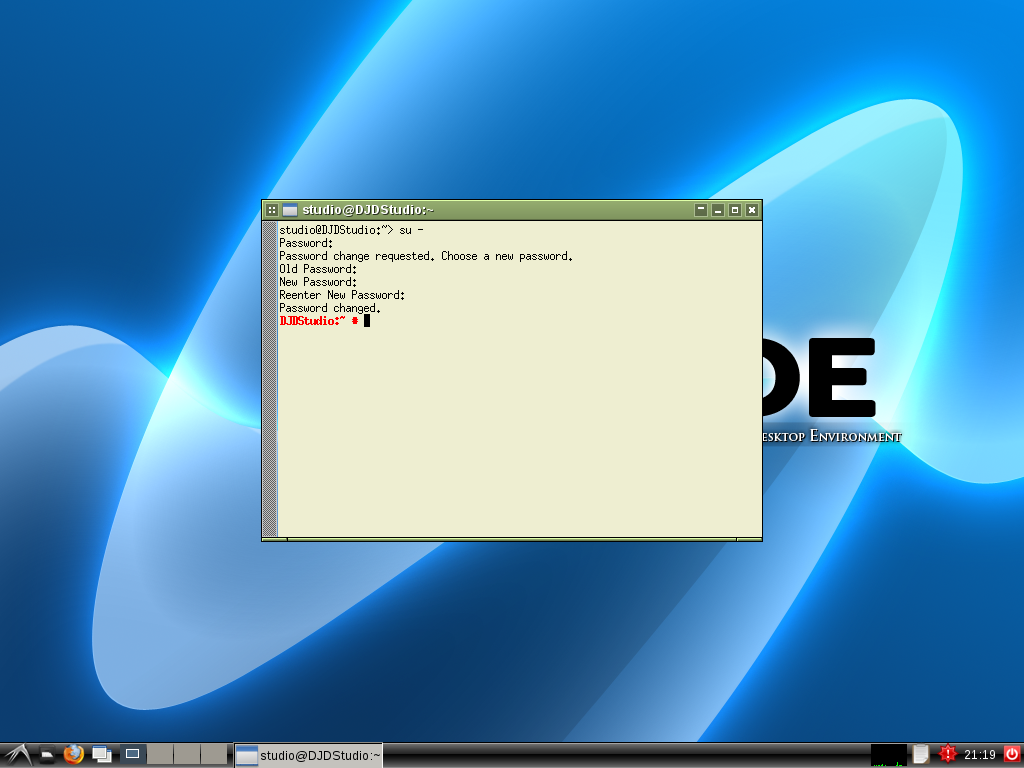 studio@DJDStudio:~
studio@DJDStudio:~> su -
Password:
Password change requested. Choose a new password.
Old Password:
New Password:
Reenter New Password:
Password changed.
DJDStudio:~ #
DE
ESKTOP ENVIRONMENT
studio@DJDStudio:~
21:19